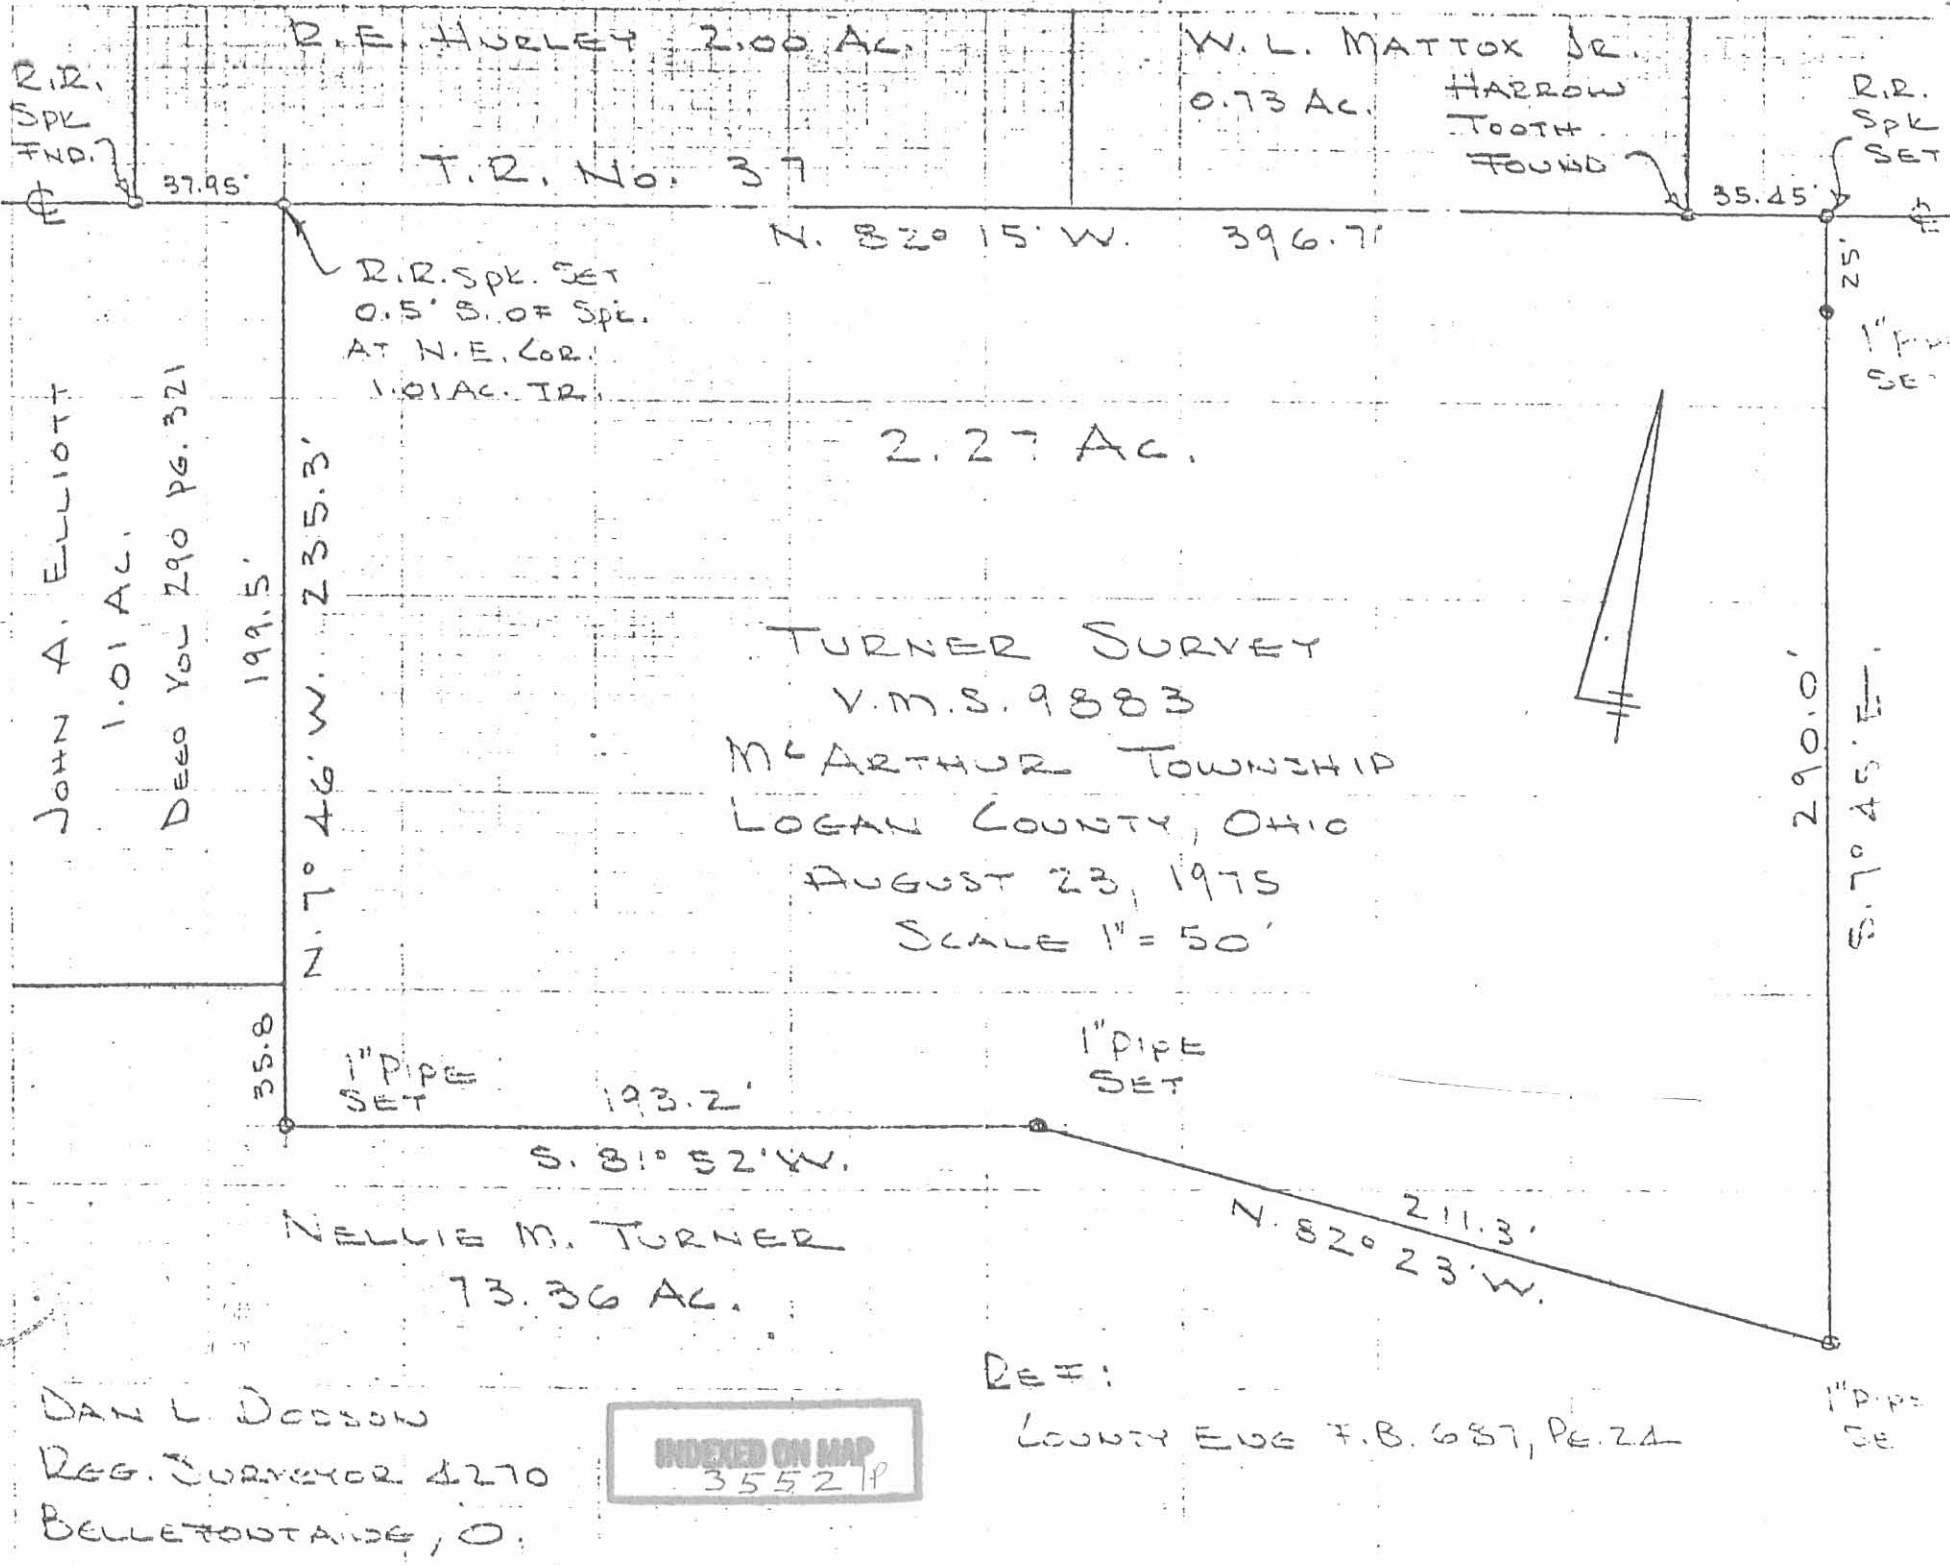 R.E. HURLEY 2.00 AC.
W. L. MATTOX JR.
0.73 AC.
HARROW
TOOTH
FOUND
R.R.
SPK
FND.
R.R.
SPK
SET
37.95'
T.R. No. 37
35.45'
℄
N. 82° 15' W. 396.7'
25'
R.R. SPK. SET
0.5' S. OF SPK.
AT N.E. COR.
1.01 AC. TR.
1" P
SE
JOHN A. ELLIOTT
1.01 AC.
DEED VOL 290 PG. 321
199.5'
N. 7° 46' W. 235.3'
2.27 AC.
TURNER SURVEY
V.M.S. 9883
McARTHUR TOWNSHIP
LOGAN COUNTY, OHIO
AUGUST 23, 1975
SCALE 1" = 50'
290.0'
S. 7° 45' E.
35.8
1" PIPE
SET
193.2'
S. 81° 52' W.
1" PIPE
SET
211.3'
N. 82° 23' W.
NELLIE M. TURNER
73.36 AC.
1" PIPE
SE
REF:
COUNTY ENG F.B. 687, PG. 24
DAN L. DODSON
REG. SURVEYOR 4270
BELLEFONTAINE, O.
INDEXED ON MAP
3552 P